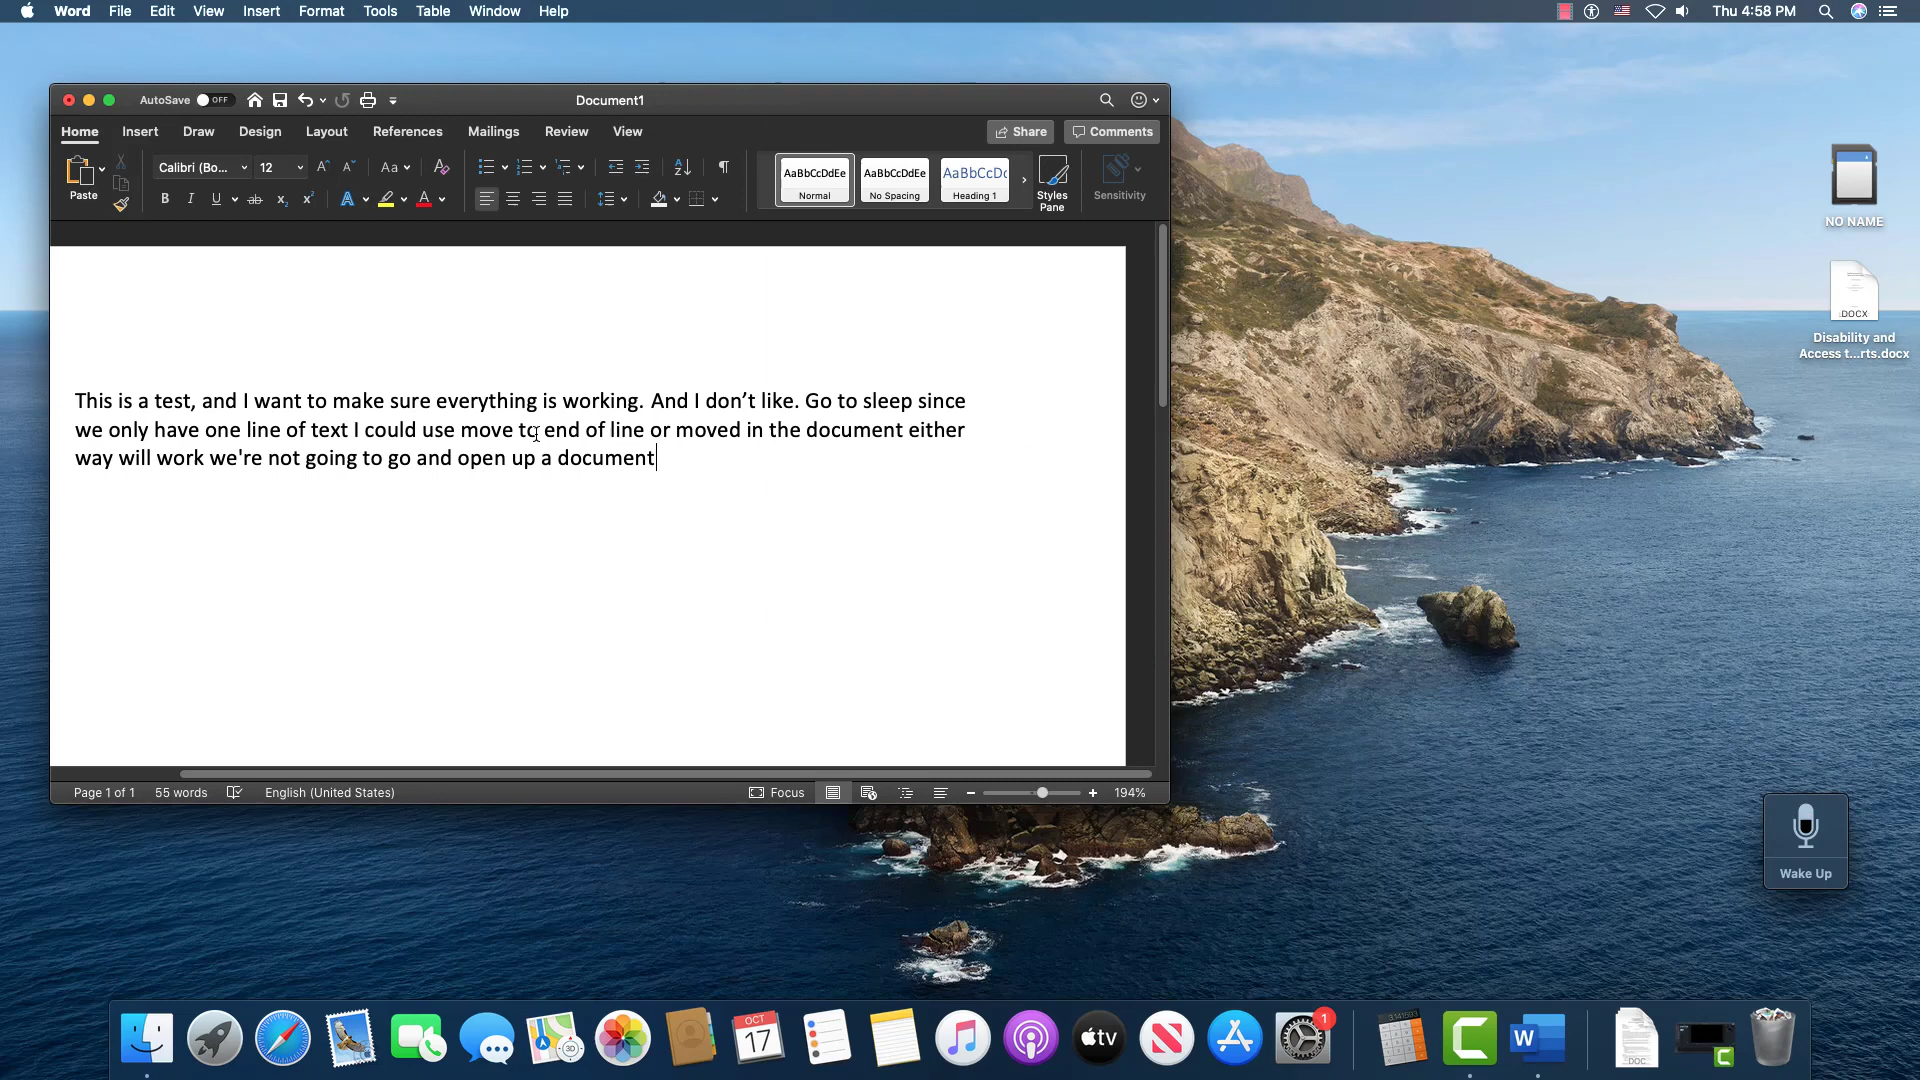 Word File Edit View Insert Format Tools Table Window Help Thu 4:58 PM
AutoSave OFF Document1
Home Insert Draw Design Layout References Mailings Review View Share Comments
Paste Calibri (Bo... 12 Aa AaBbCcDdEe AaBbCcDdEe AaBbCcDc
Normal No Spacing Heading 1 Styles Pane Sensitivity
This is a test, and I want to make sure everything is working. And I don’t like. Go to sleep since
we only have one line of text I could use move to end of line or moved in the document either
way will work we're not going to go and open up a document
Page 1 of 1 55 words English (United States) Focus 194%
NO NAME
DOCX
Disability and
Access t...rts.docx
Wake Up
OCT
17
3D
tv
3.141593
1
W
DOC